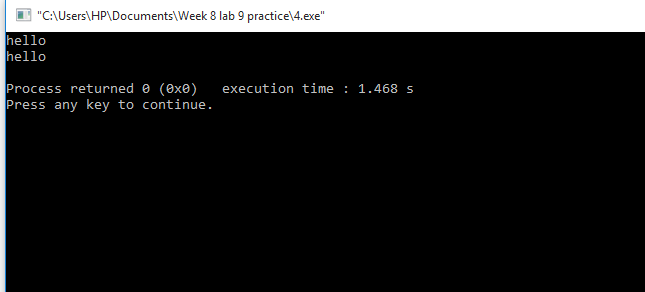 "C:\Users\HP\Documents\Week 8 lab 9 practice\4.exe"
hello
hello
Process returned 0 (0x0)   execution time : 1.468 s
Press any key to continue.